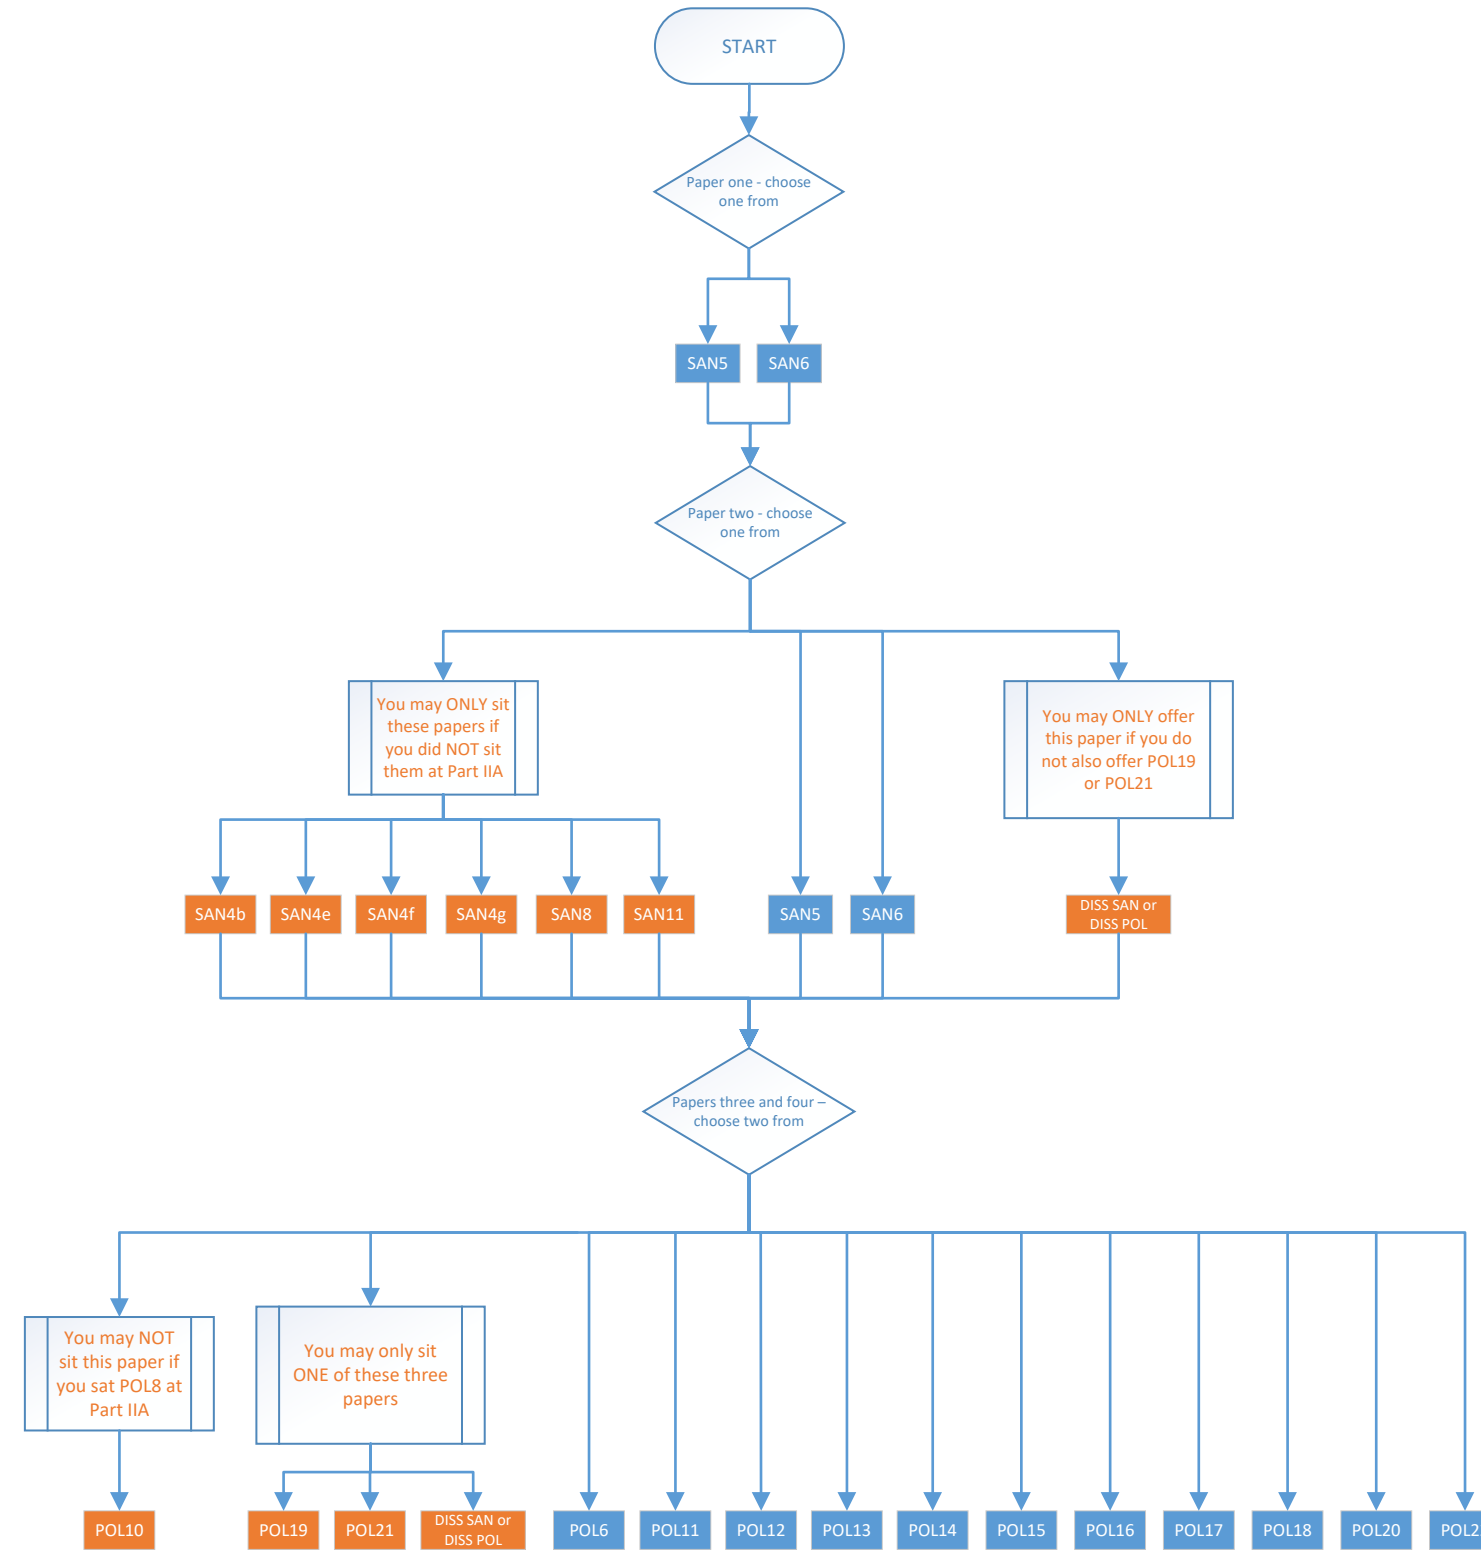 START
Paper one - choose
one from
SAN5
SAN6
Paper two - choose
one from
You may ONLY sit
these papers if
you did NOT sit
them at Part IIA
You may ONLY offer
this paper if you do
not also offer POL19
or POL21
SAN4b
SAN4e
SAN4f
SAN4g
SAN8
SAN11
SAN5
SAN6
DISS SAN or
DISS POL
Papers three and four –
choose two from
You may NOT
sit this paper if
you sat POL8 at
Part IIA
You may only sit
ONE of these three
papers
POL10
POL19
POL21
DISS SAN or
DISS POL
POL6
POL11
POL12
POL13
POL14
POL15
POL16
POL17
POL18
POL20